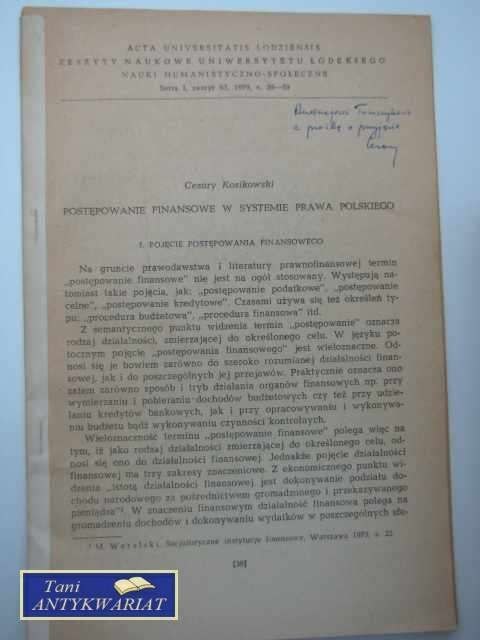 ACTA UNIVERSITATIS LODZIENSIS
ZESZYTY NAUKOWE UNIWERSYTETU ŁÓDZKIEGO
NAUKI HUMANISTYCZNO-SPOŁECZNE
Seria I, zeszyt 63, 1979, s.
z prośbą o przyjęcie
Cezary
Cezary Kosikowski
POSTĘPOWANIE FINANSOWE W SYSTEMIE PRAWA POLSKIEGO
I. POJĘCIE POSTĘPOWANIA FINANSOWEGO
Na gruncie prawodawstwa i literatury prawnofinansowej termin
„postępowanie finansowe" nie jest na ogół stosowany. Występują na-
tomiast takie pojęcia, jak: „postępowanie podatkowe", „postępowanie
celne", „postępowanie kredytowe". Czasami używa się też określeń ty-
pu: „procedura budżetowa", „procedura finansowa" itd.
Z semantycznego punktu widzenia termin „postępowanie" oznacza
rodzaj działalności, zmierzającej do określonego celu. W języku po-
tocznym pojęcie „postępowania finansowego" jest wieloznaczne. Od-
nosi się je bowiem zarówno do szeroko rozumianej działalności finan-
sowej, jak i do poszczególnych jej przejawów. Praktycznie oznacza ono
zatem zarówno sposób i tryb działania organów finansowych np. przy
wymierzaniu i pobieraniu dochodów budżetowych czy też przy udzie-
laniu kredytów bankowych, jak i przy opracowywaniu i wykonywa-
niu budżetu bądź wykonywaniu czynności kontrolnych.
Wieloznaczność terminu „postępowanie finansowe" polega więc na
tym, iż jako rodzaj działalności zmierzającej do określonego celu, od-
nosi się ono do działalności finansowej. Jednakże pojęcie działalności
finansowej ma trzy zakresy znaczeniowe. Z ekonomicznego punktu wi-
dzenia „istotą działalności finansowej jest dokonywanie podziału do-
chodu narodowego za pośrednictwem gromadzonego i przekazywanego
pieniądza"¹. W znaczeniu finansowym działalność finansowa polega na
gromadzeniu dochodów i dokonywaniu wydatków w poszczególnych sfe-
¹ M. Weralski, Socjalistyczne instytucje finansowe, Warszawa 1973, s. 22
Tani
ANTYKWARIAT